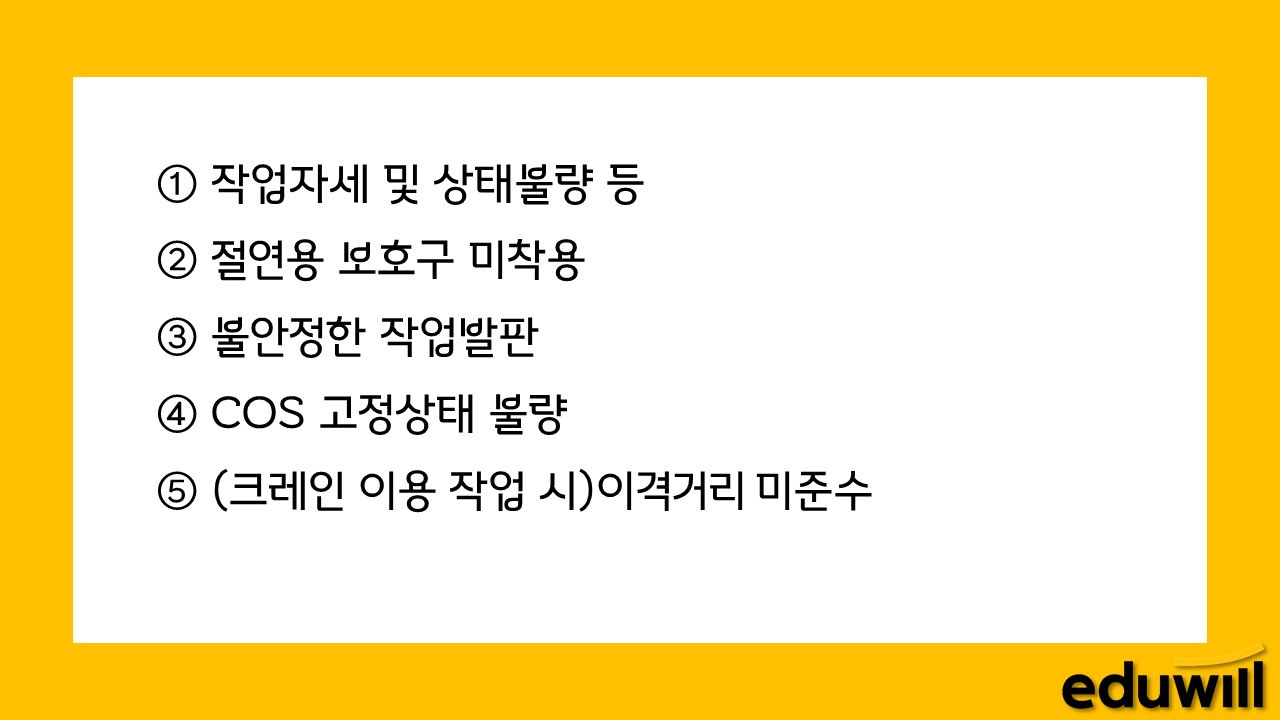 ① 작업자세 및 상태불량 등
② 절연용 보호구 미착용
③ 불안정한 작업발판
④ COS 고정상태 불량
⑤ (크레인 이용 작업 시)이격거리 미준수
eduwill